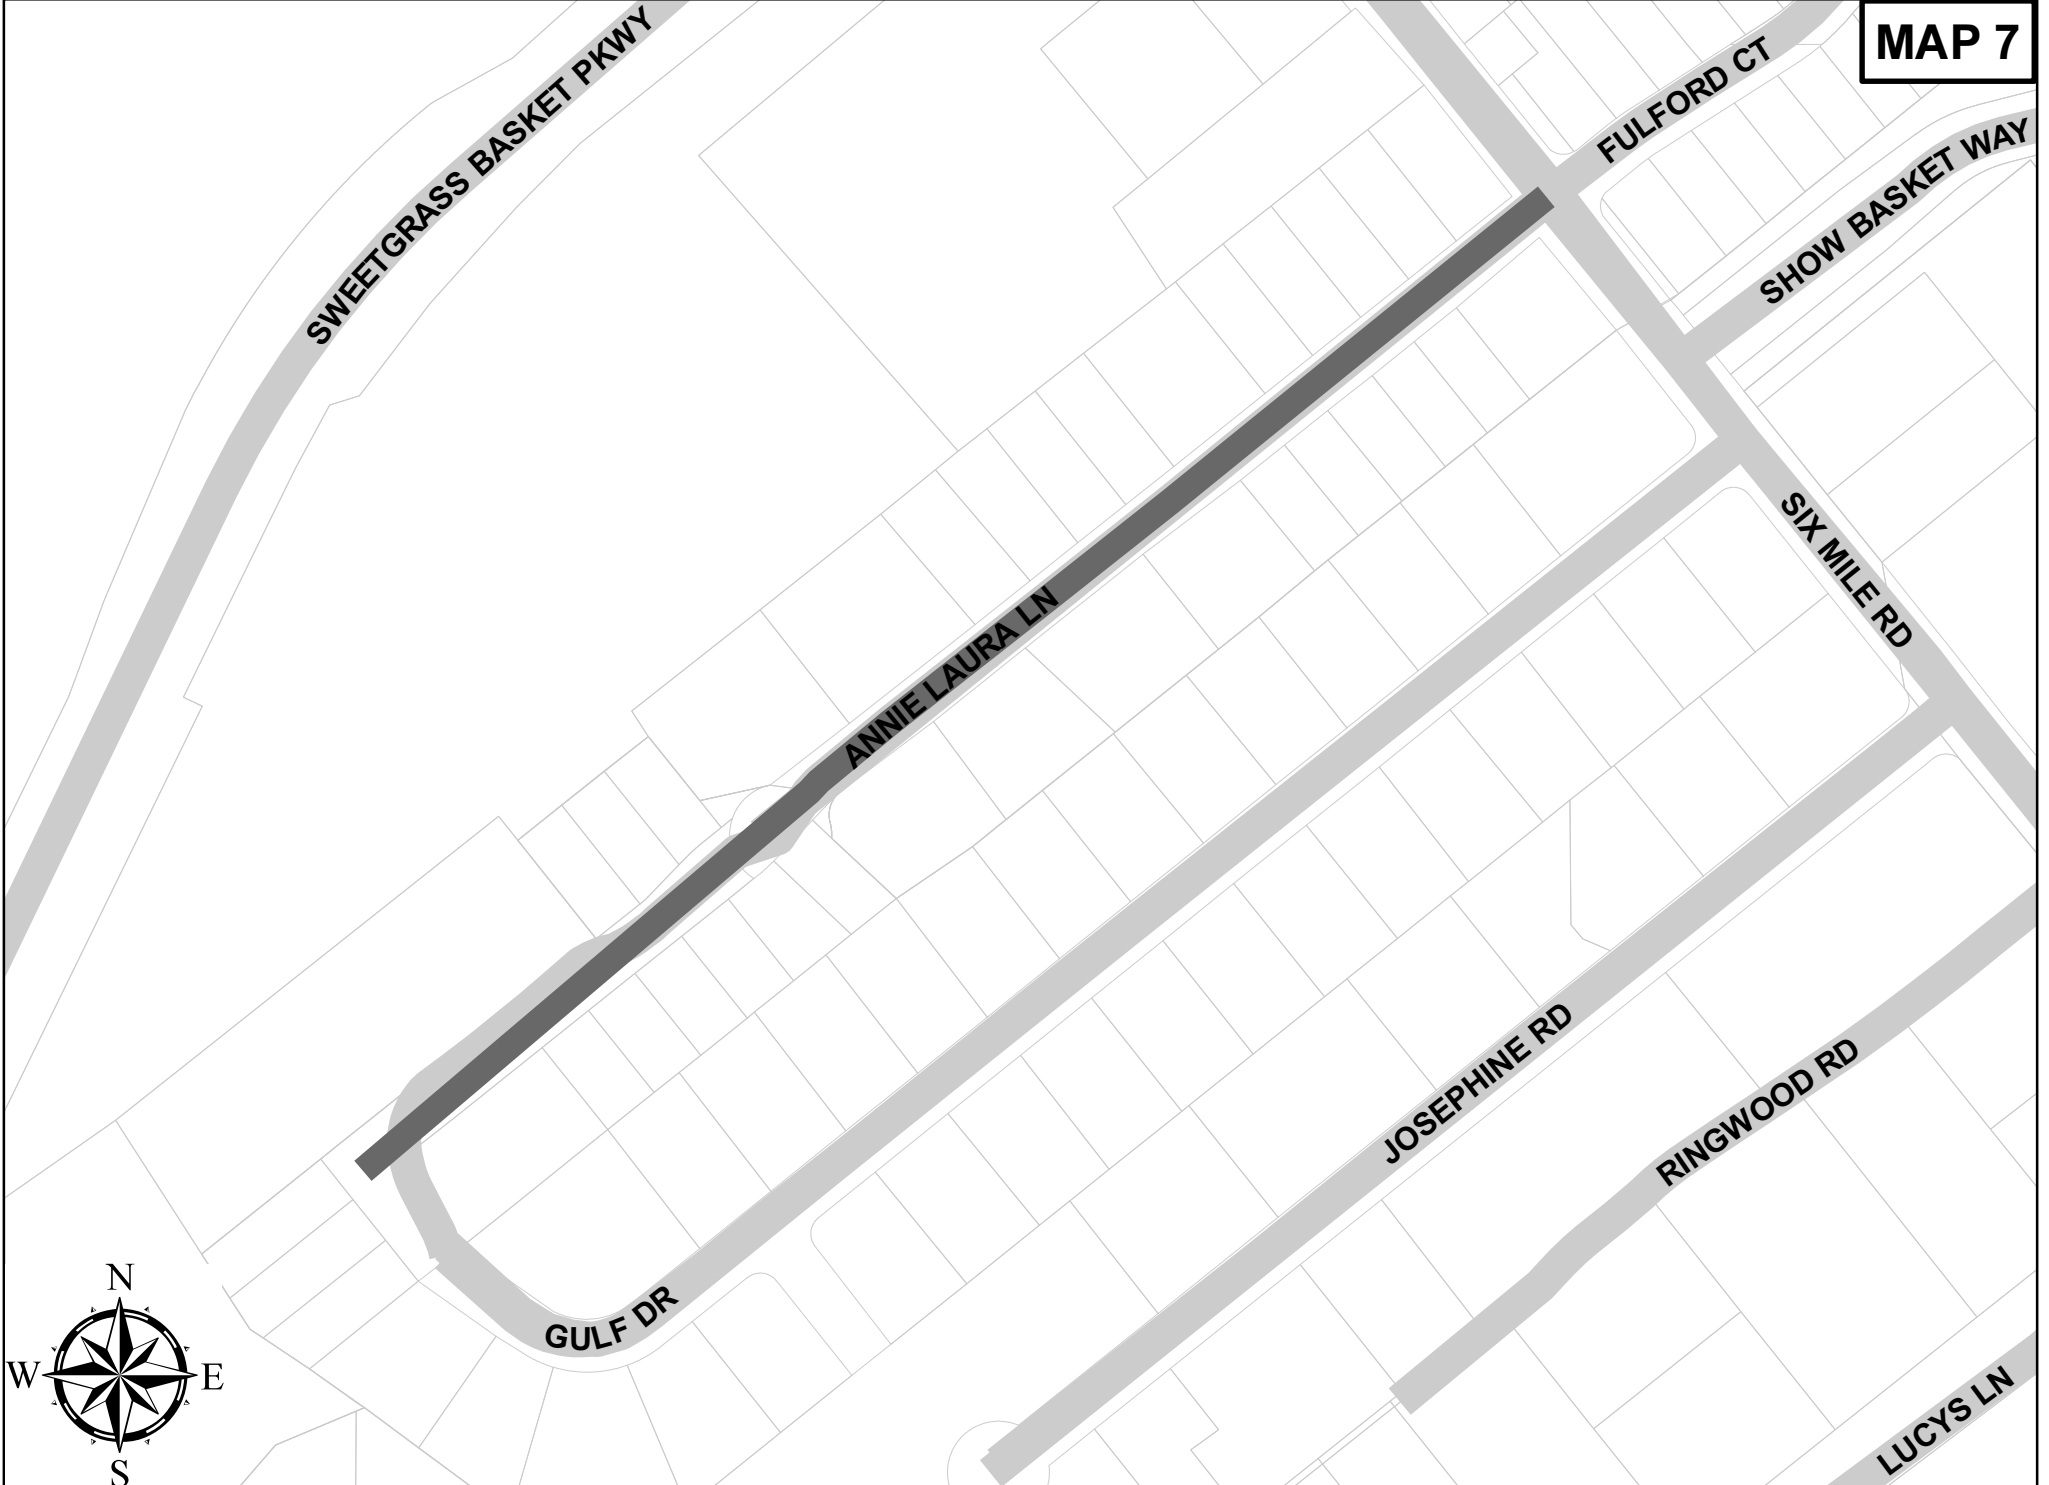 MAP 7
SWEETGRASS BASKET PKWY
FULFORD CT
SHOW BASKET WAY
SIX MILE RD
ANNIE LAURA LN
JOSEPHINE RD
RINGWOOD RD
GULF DR
LUCYS LN
N
W E
S